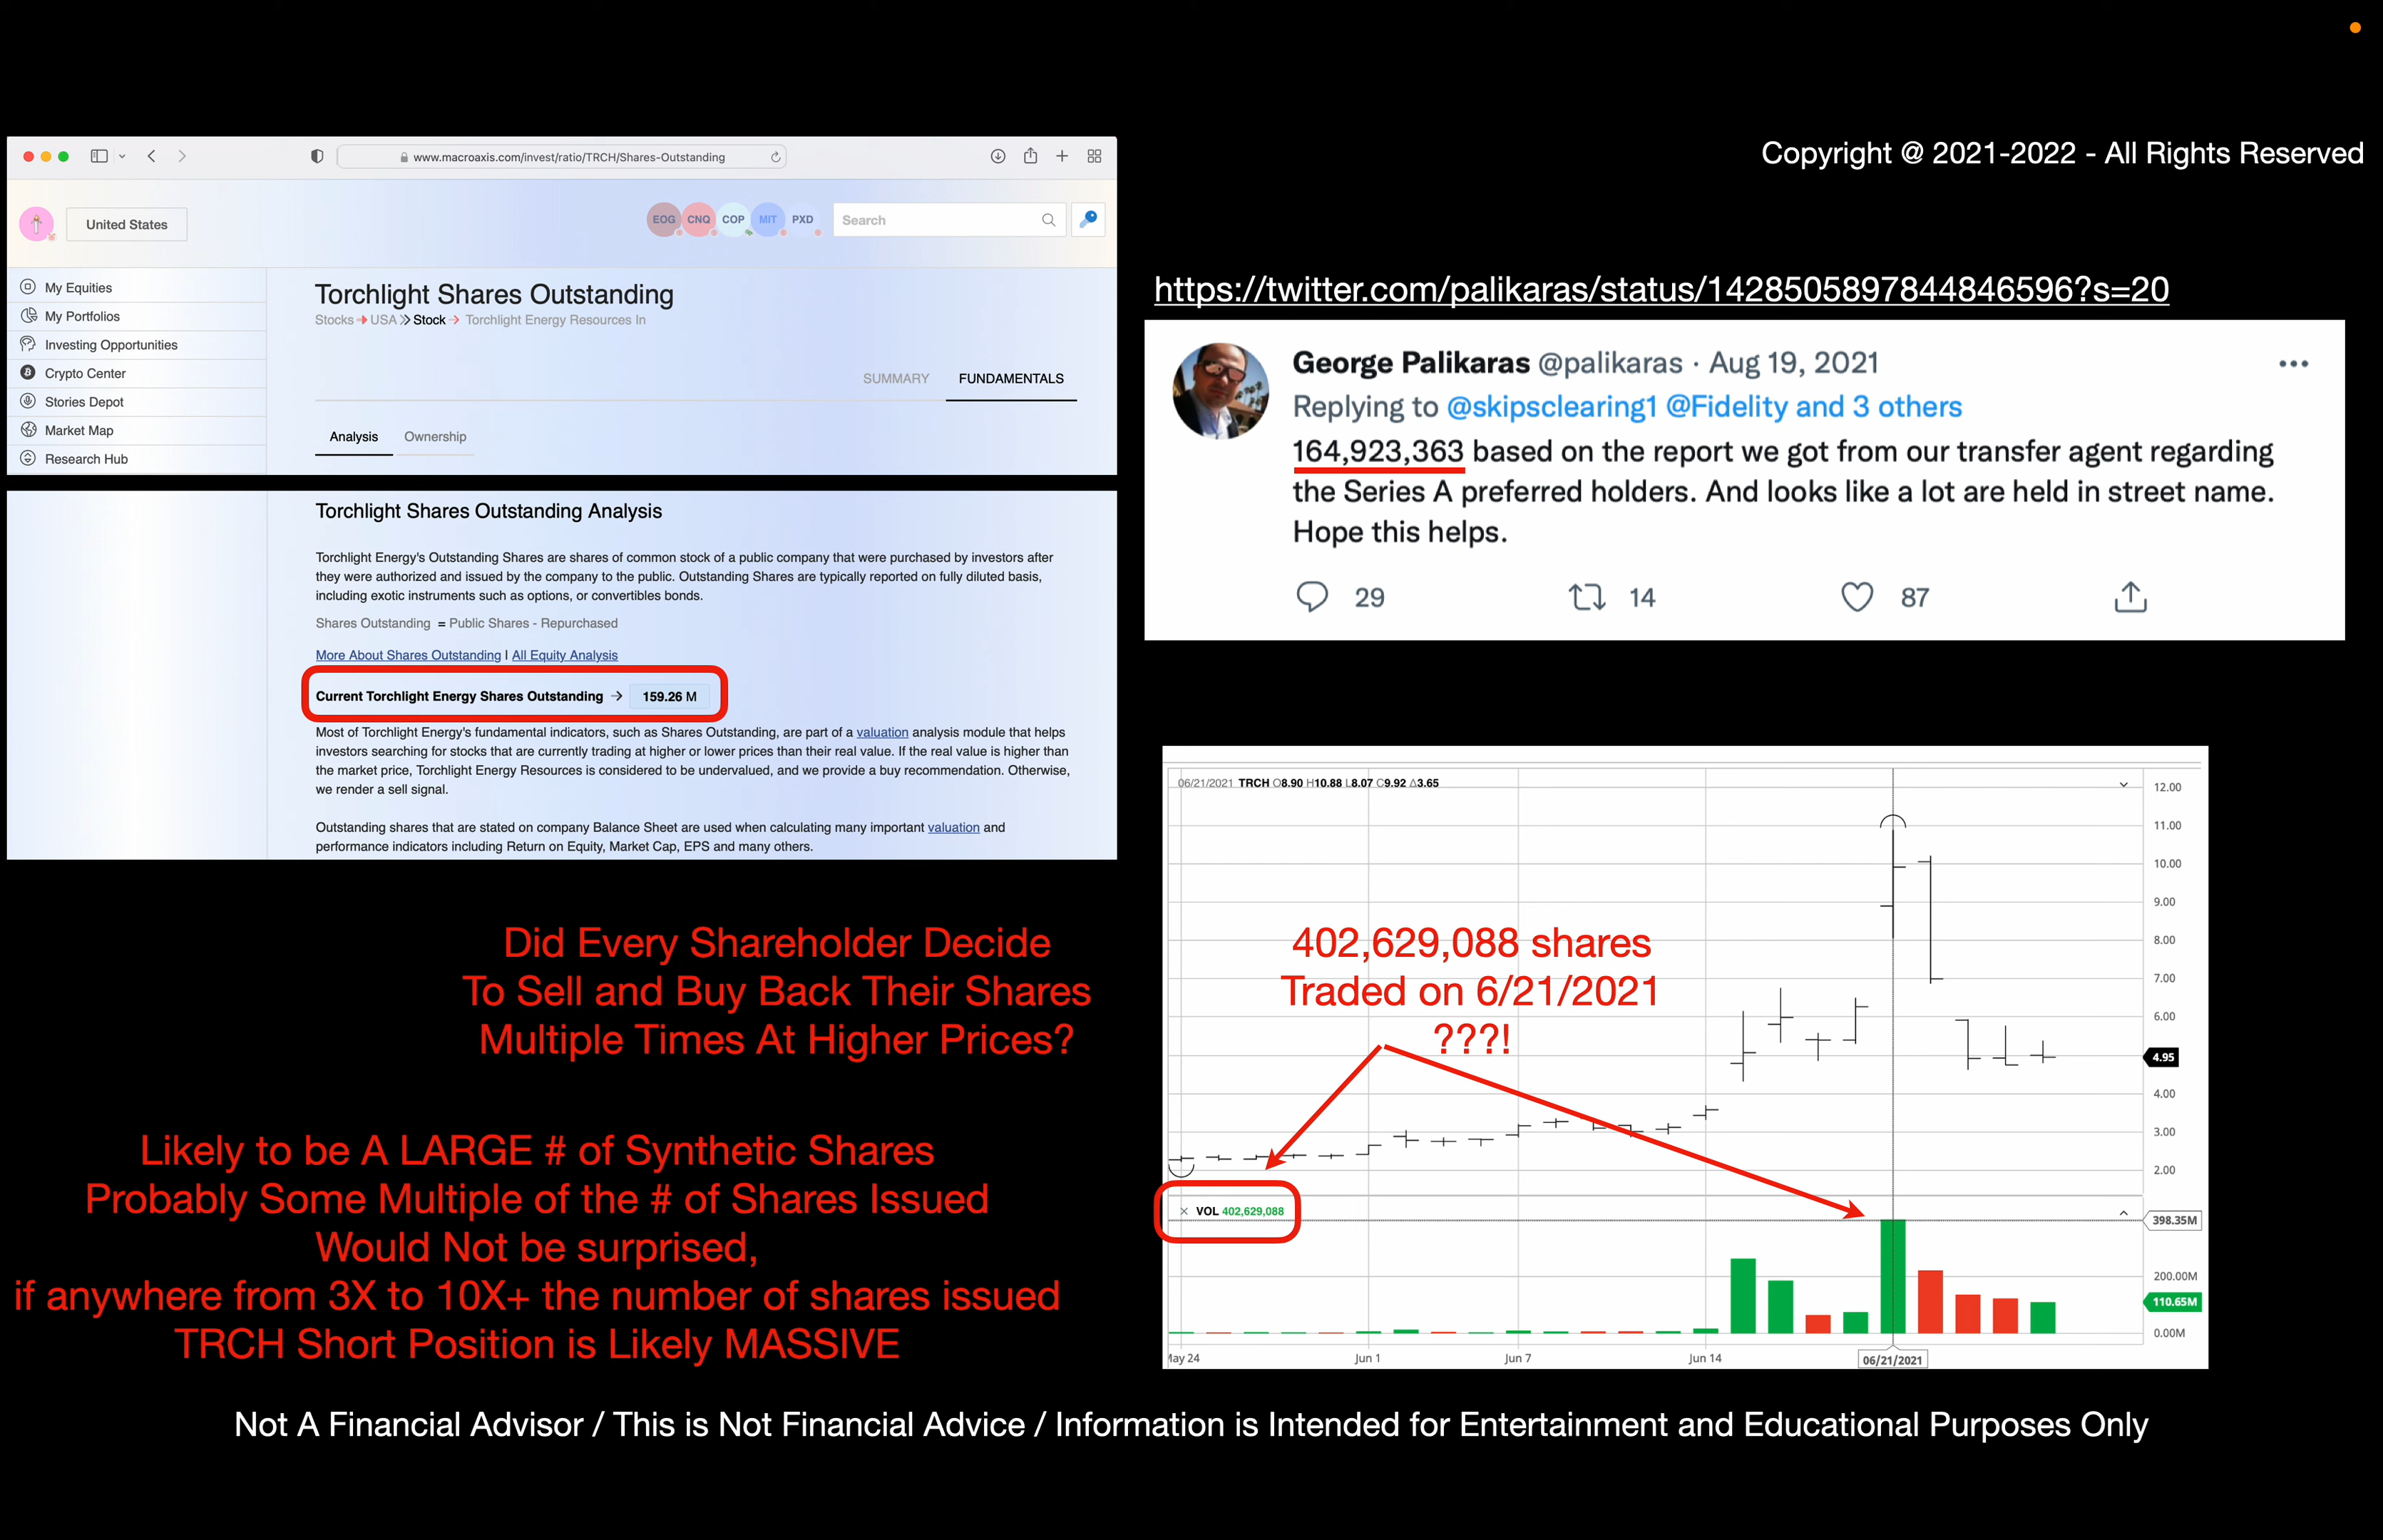 Copyright @ 2021-2022 - All Rights Reserved
www.macroaxis.com/invest/ratio/TRCH/Shares-Outstanding
United States
EOG CNQ COP MIT PXD
Search
My Equities
My Portfolios
Investing Opportunities
Crypto Center
Stories Depot
Market Map
Research Hub
Torchlight Shares Outstanding
Stocks USA Stock Torchlight Energy Resources In
SUMMARY FUNDAMENTALS
Analysis Ownership
Torchlight Shares Outstanding Analysis
Torchlight Energy's Outstanding Shares are shares of common stock of a public company that were purchased by investors after
they were authorized and issued by the company to the public. Outstanding Shares are typically reported on fully diluted basis,
including exotic instruments such as options, or convertibles bonds.
Shares Outstanding = Public Shares - Repurchased
More About Shares Outstanding | All Equity Analysis
Current Torchlight Energy Shares Outstanding → 159.26 M
Most of Torchlight Energy's fundamental indicators, such as Shares Outstanding, are part of a valuation analysis module that helps
investors searching for stocks that are currently trading at higher or lower prices than their real value. If the real value is higher than
the market price, Torchlight Energy Resources is considered to be undervalued, and we provide a buy recommendation. Otherwise,
we render a sell signal.
Outstanding shares that are stated on company Balance Sheet are used when calculating many important valuation and
performance indicators including Return on Equity, Market Cap, EPS and many others.
https://twitter.com/palikaras/status/1428505897844846596?s=20
George Palikaras @palikaras · Aug 19, 2021
Replying to @skipsclearing1 @Fidelity and 3 others
164,923,363 based on the report we got from our transfer agent regarding
the Series A preferred holders. And looks like a lot are held in street name.
Hope this helps.
29 14 87
06/21/2021 TRCH O8.90 H10.88 L8.07 C9.92 Δ3.65
12.00
11.00
10.00
9.00
8.00
7.00
6.00
4.95
4.00
3.00
2.00
402,629,088 shares
Traded on 6/21/2021
???!
VOL 402,629,088
398.35M
200.00M
110.65M
0.00M
May 24 Jun 1 Jun 7 Jun 14 06/21/2021
Did Every Shareholder Decide
To Sell and Buy Back Their Shares
Multiple Times At Higher Prices?
Likely to be A LARGE # of Synthetic Shares
Probably Some Multiple of the # of Shares Issued
Would Not be surprised,
if anywhere from 3X to 10X+ the number of shares issued
TRCH Short Position is Likely MASSIVE
Not A Financial Advisor / This is Not Financial Advice / Information is Intended for Entertainment and Educational Purposes Only